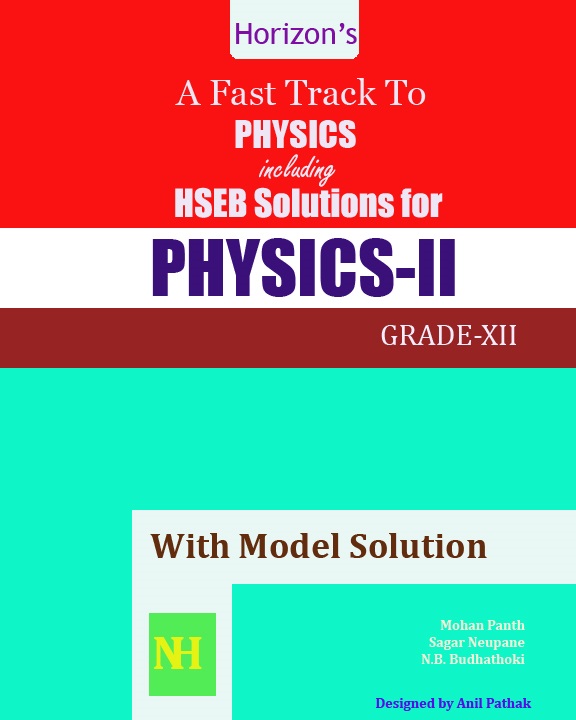 Horizon's
A Fast Track To
PHYSICS
including
HSEB Solutions for
PHYSICS-II
GRADE-XII
With Model Solution
NH
Mohan Panth
Sagar Neupane
N.B. Budhathoki
Designed by Anil Pathak